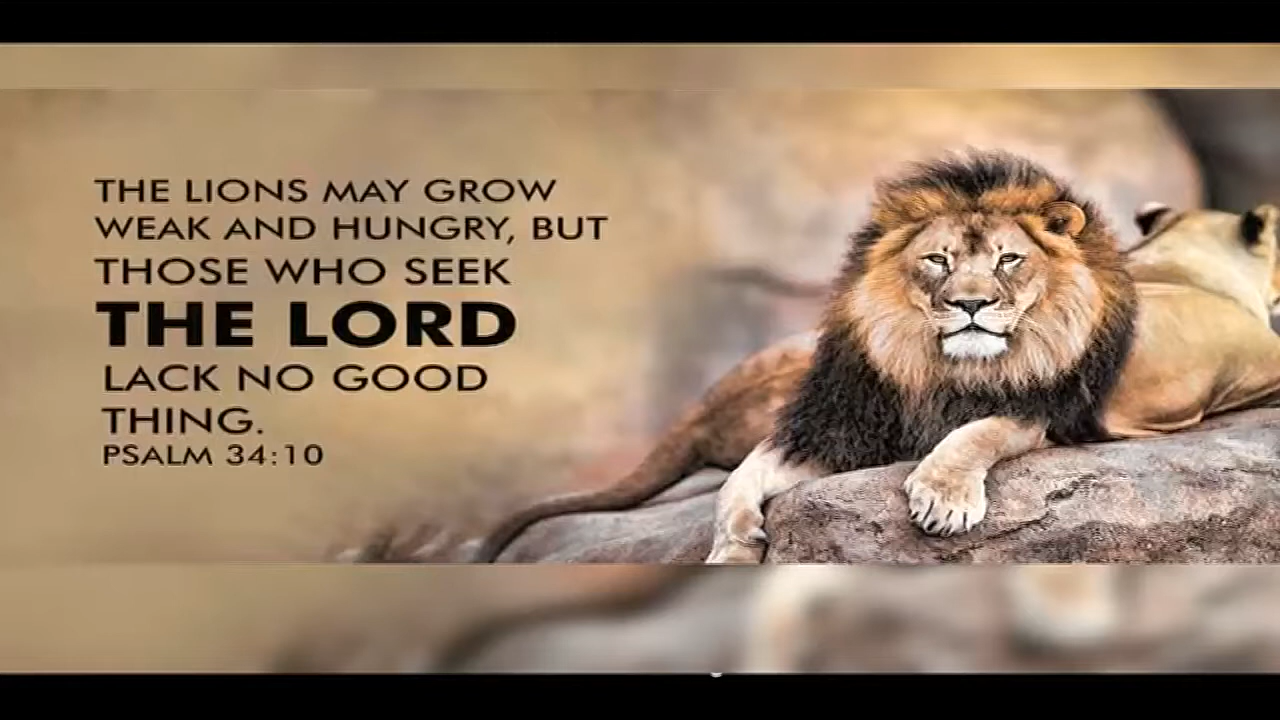 THE LIONS MAY GROW
WEAK AND HUNGRY, BUT
THOSE WHO SEEK
THE LORD
LACK NO GOOD
THING.
PSALM 34:10